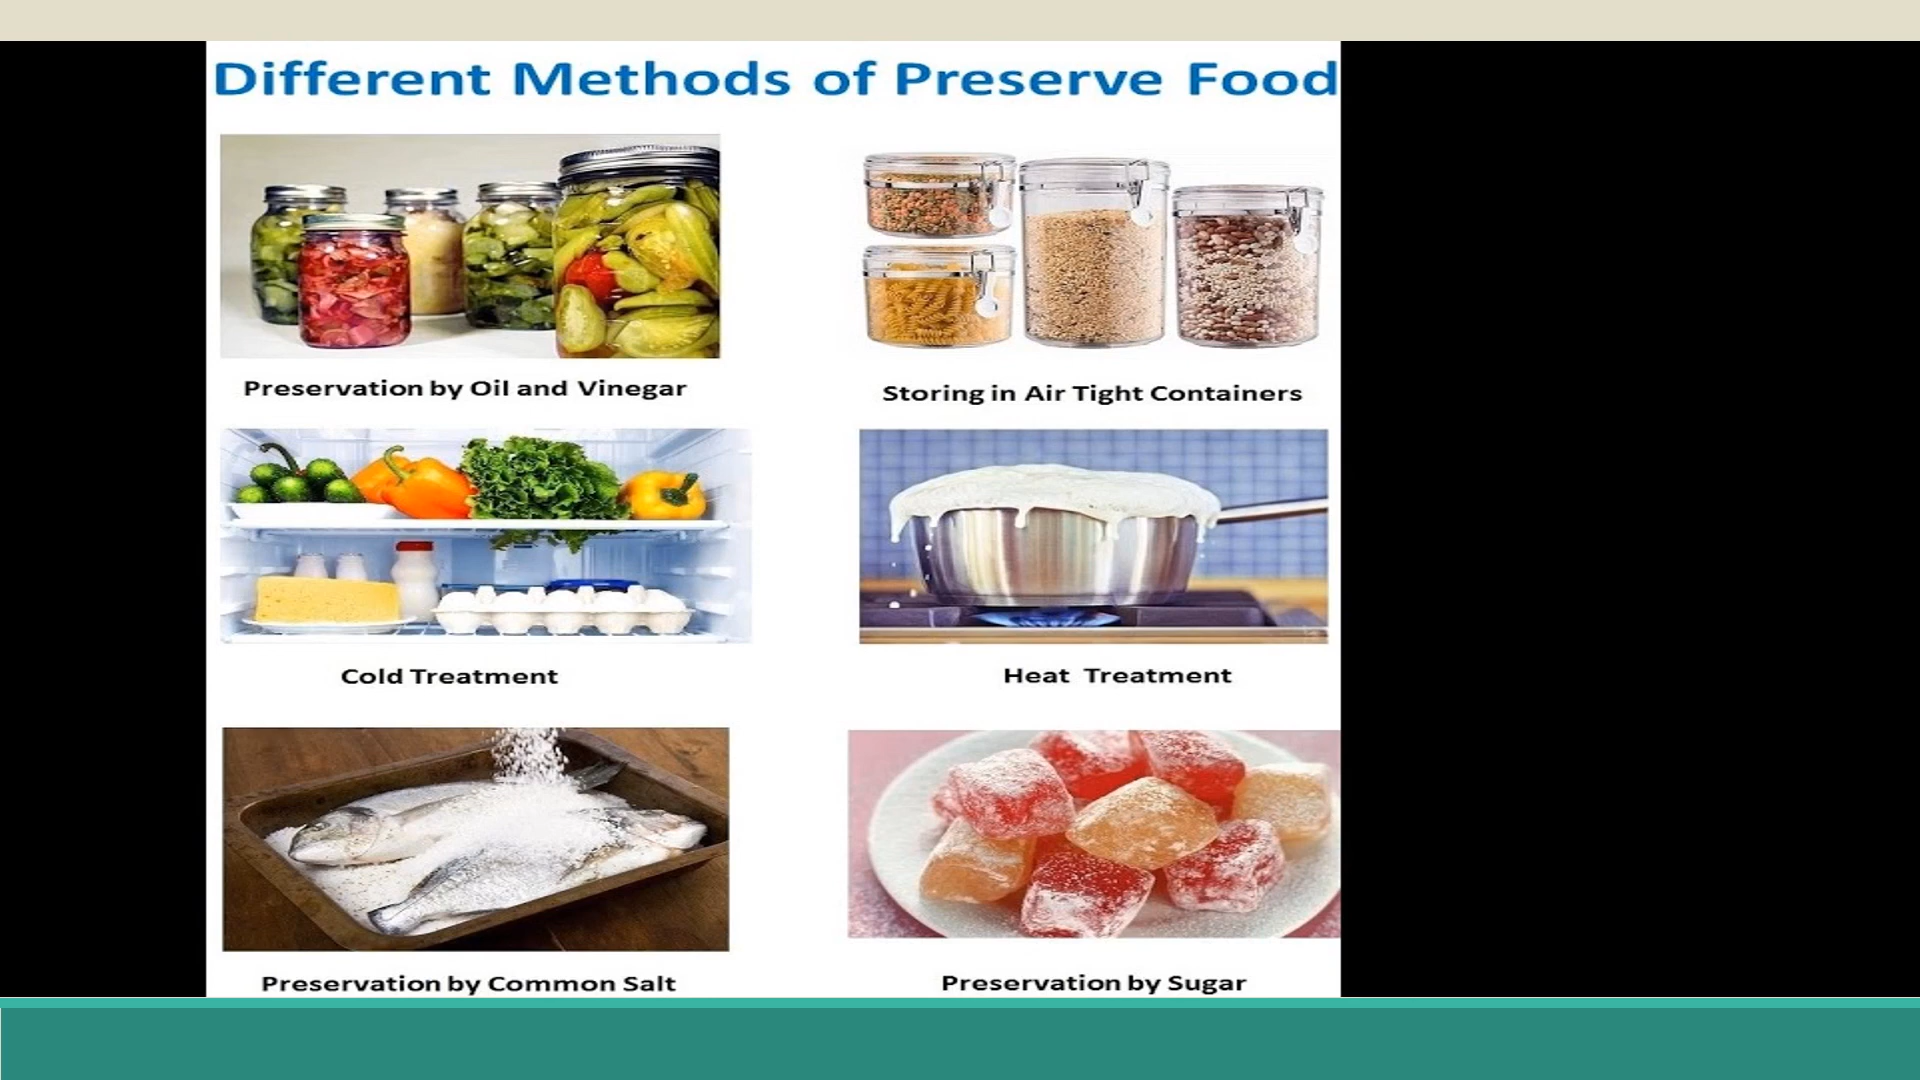 Different Methods of Preserve Food
Preservation by Oil and Vinegar
Storing in Air Tight Containers
Cold Treatment
Heat Treatment
Preservation by Common Salt
Preservation by Sugar